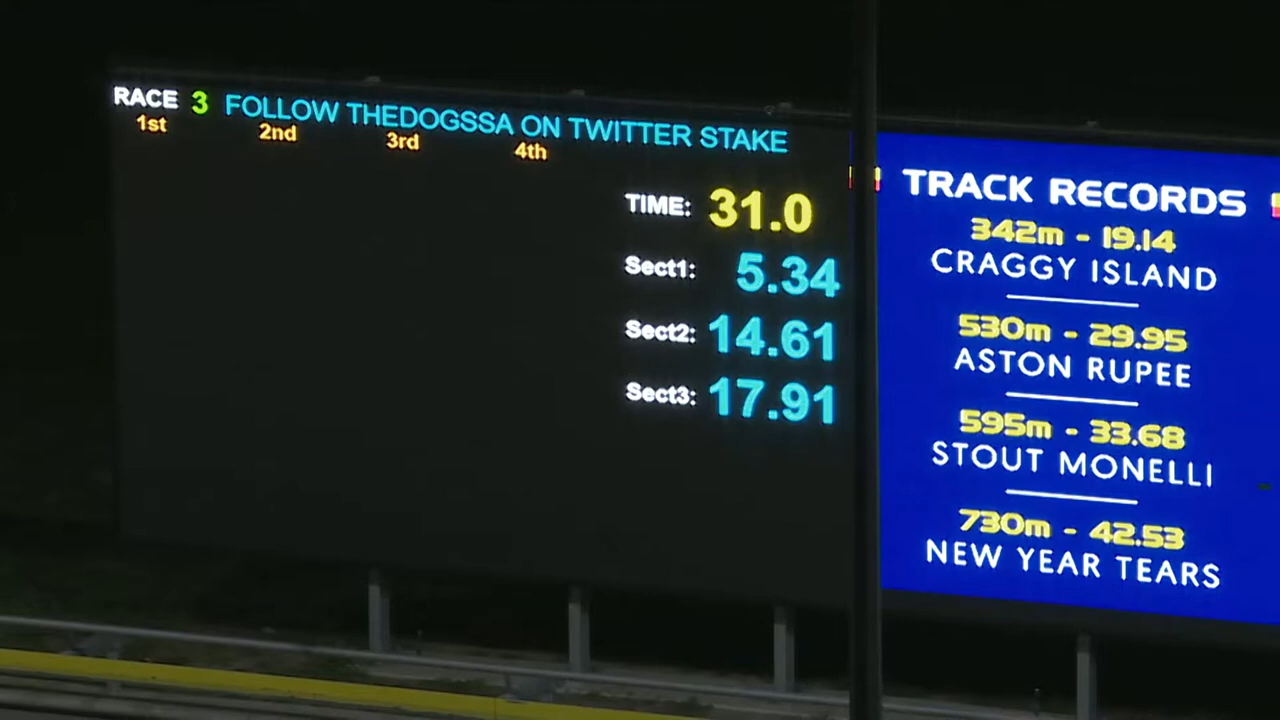 RACE 3 FOLLOW THEDOGSSA ON TWITTER STAKE
1st 2nd 3rd 4th
TIME: 31.0
Sect1: 5.34
Sect2: 14.61
Sect3: 17.91
TRACK RECORDS
342m - 19.14
CRAGGY ISLAND
530m - 29.95
ASTON RUPEE
595m - 33.68
STOUT MONELLI
730m - 42.53
NEW YEAR TEARS